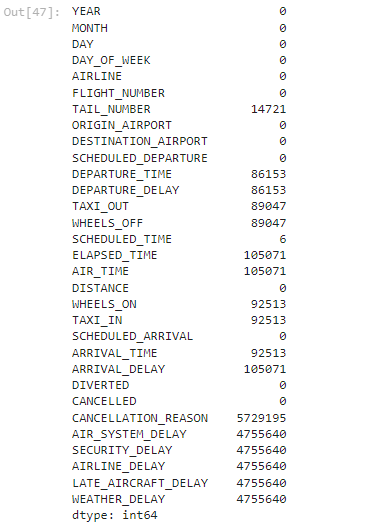 Out[47]: YEAR 0
MONTH 0
DAY 0
DAY_OF_WEEK 0
AIRLINE 0
FLIGHT_NUMBER 0
TAIL_NUMBER 14721
ORIGIN_AIRPORT 0
DESTINATION_AIRPORT 0
SCHEDULED_DEPARTURE 0
DEPARTURE_TIME 86153
DEPARTURE_DELAY 86153
TAXI_OUT 89047
WHEELS_OFF 89047
SCHEDULED_TIME 6
ELAPSED_TIME 105071
AIR_TIME 105071
DISTANCE 0
WHEELS_ON 92513
TAXI_IN 92513
SCHEDULED_ARRIVAL 0
ARRIVAL_TIME 92513
ARRIVAL_DELAY 105071
DIVERTED 0
CANCELLED 0
CANCELLATION_REASON 5729195
AIR_SYSTEM_DELAY 4755640
SECURITY_DELAY 4755640
AIRLINE_DELAY 4755640
LATE_AIRCRAFT_DELAY 4755640
WEATHER_DELAY 4755640
dtype: int64